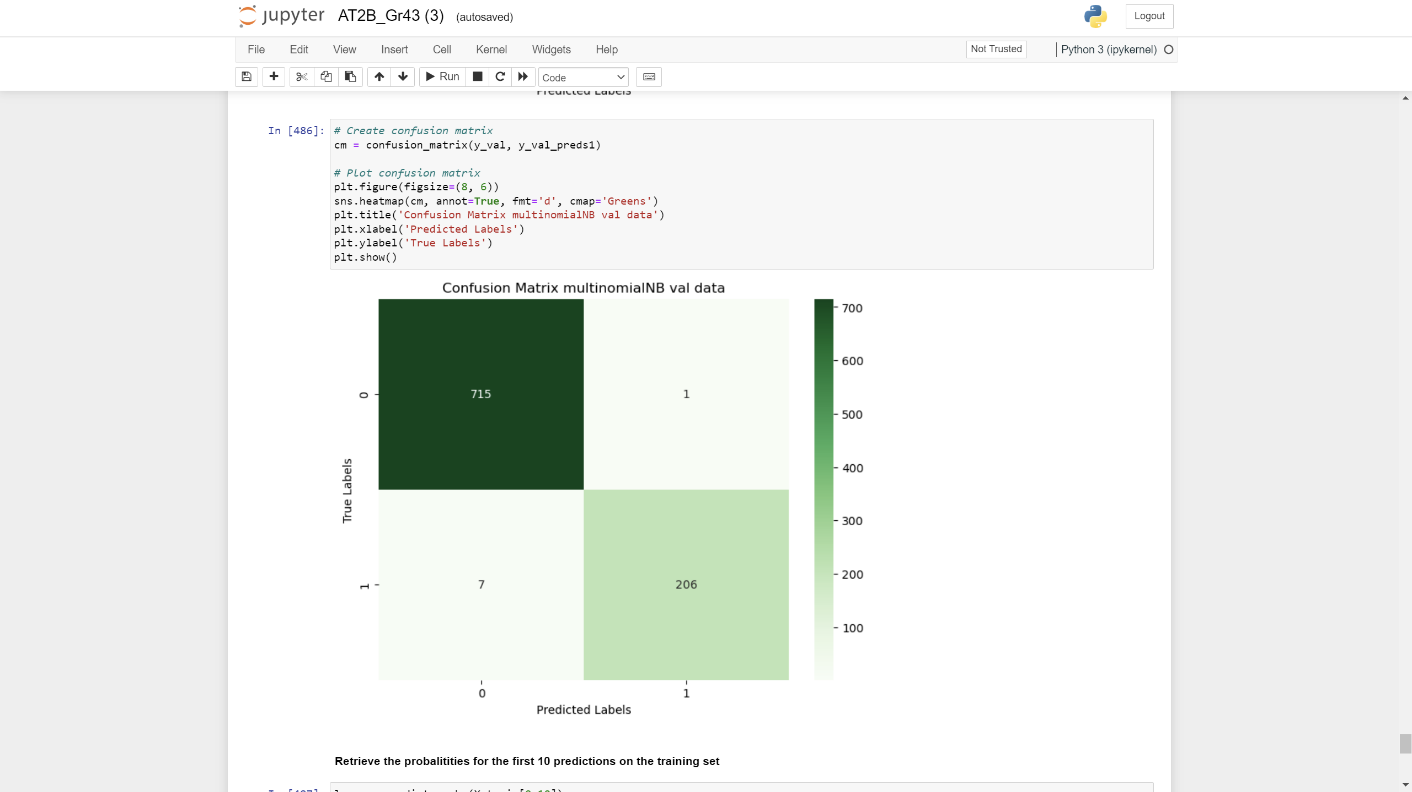 jupyter AT2B_Gr43 (3) (autosaved)
Logout
File Edit View Insert Cell Kernel Widgets Help
Not Trusted
Python 3 (ipykernel)
Run
Code
Predicted Labels
In [486]:
# Create confusion matrix
cm = confusion_matrix(y_val, y_val_preds1)
# Plot confusion matrix
plt.figure(figsize=(8, 6))
sns.heatmap(cm, annot=True, fmt='d', cmap='Greens')
plt.title('Confusion Matrix multinomialNB val data')
plt.xlabel('Predicted Labels')
plt.ylabel('True Labels')
plt.show()
Confusion Matrix multinomialNB val data
715 1
7 206
0
1
True Labels
0 1
Predicted Labels
700
600
500
400
300
200
100
Retrieve the probalitities for the first 10 predictions on the training set